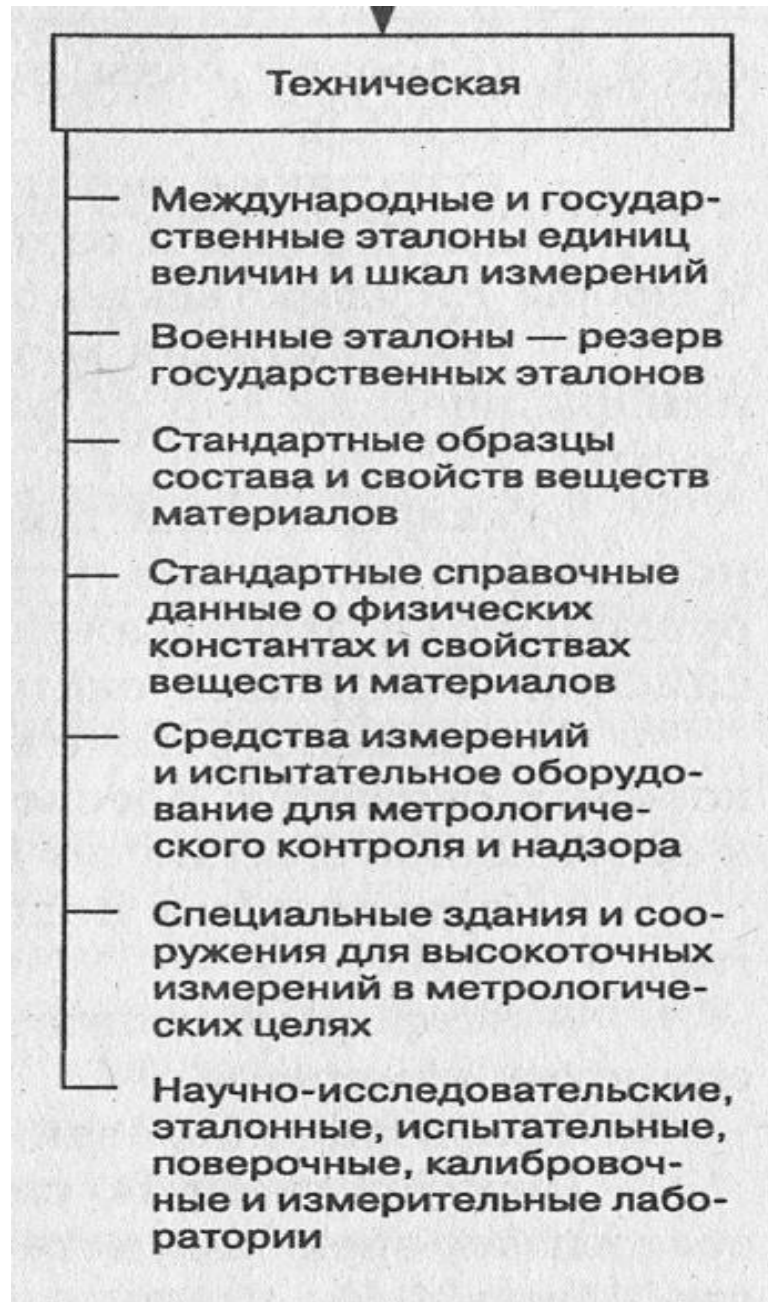 Техническая
Международные и государ-
ственные эталоны единиц
величин и шкал измерений
Военные эталоны — резерв
государственных эталонов
Стандартные образцы
состава и свойств веществ
материалов
Стандартные справочные
данные о физических
константах и свойствах
веществ и материалов
Средства измерений
и испытательное оборудо-
вание для метрологиче-
ского контроля и надзора
Специальные здания и соо-
ружения для высокоточных
измерений в метрологиче-
ских целях
Научно-исследовательские,
эталонные, испытательные,
поверочные, калибровоч-
ные и измерительные лабо-
ратории